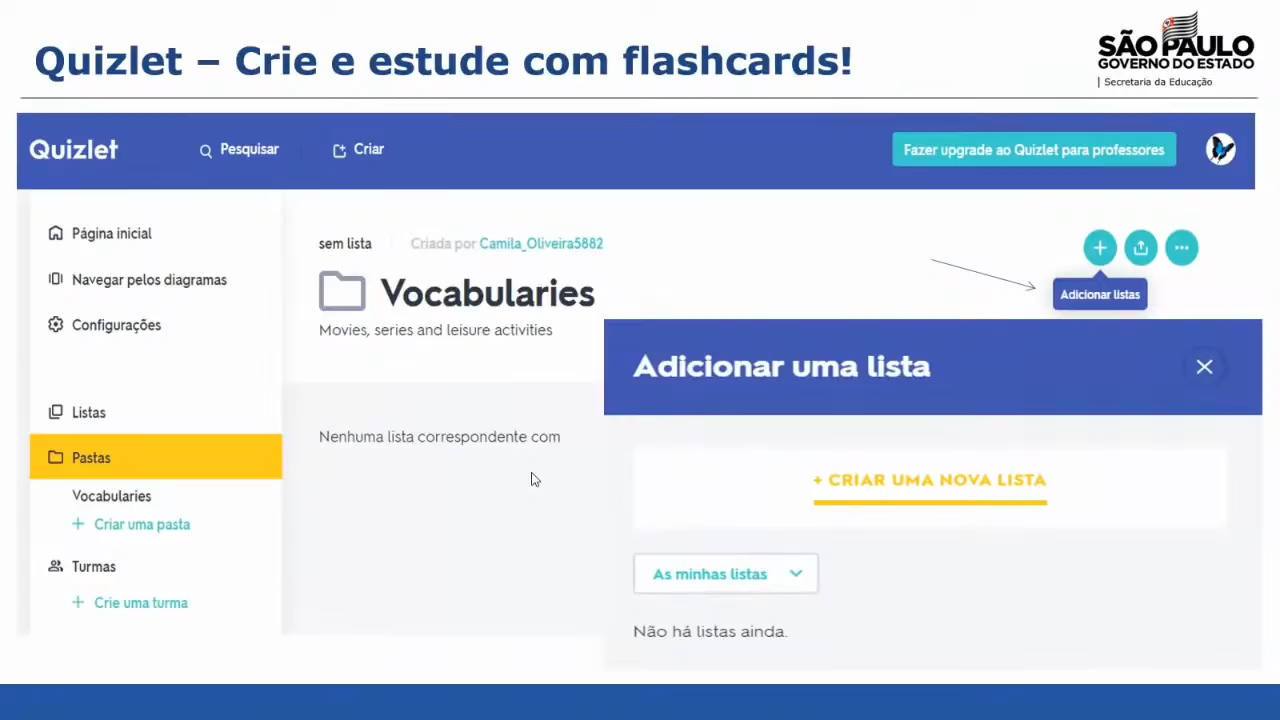 Quizlet – Crie e estude com flashcards!
SÃO PAULO
GOVERNO DO ESTADO
| Secretaria da Educação
Quizlet
Pesquisar
Criar
Fazer upgrade ao Quizlet para professores
Página inicial
Navegar pelos diagramas
Configurações
Listas
Pastas
Vocabularies
+ Criar uma pasta
Turmas
+ Crie uma turma
sem lista
Criada por Camila_Oliveira5882
Vocabularies
Movies, series and leisure activities
Nenhuma lista correspondente com
Adicionar listas
Adicionar uma lista
+ CRIAR UMA NOVA LISTA
As minhas listas
Não há listas ainda.